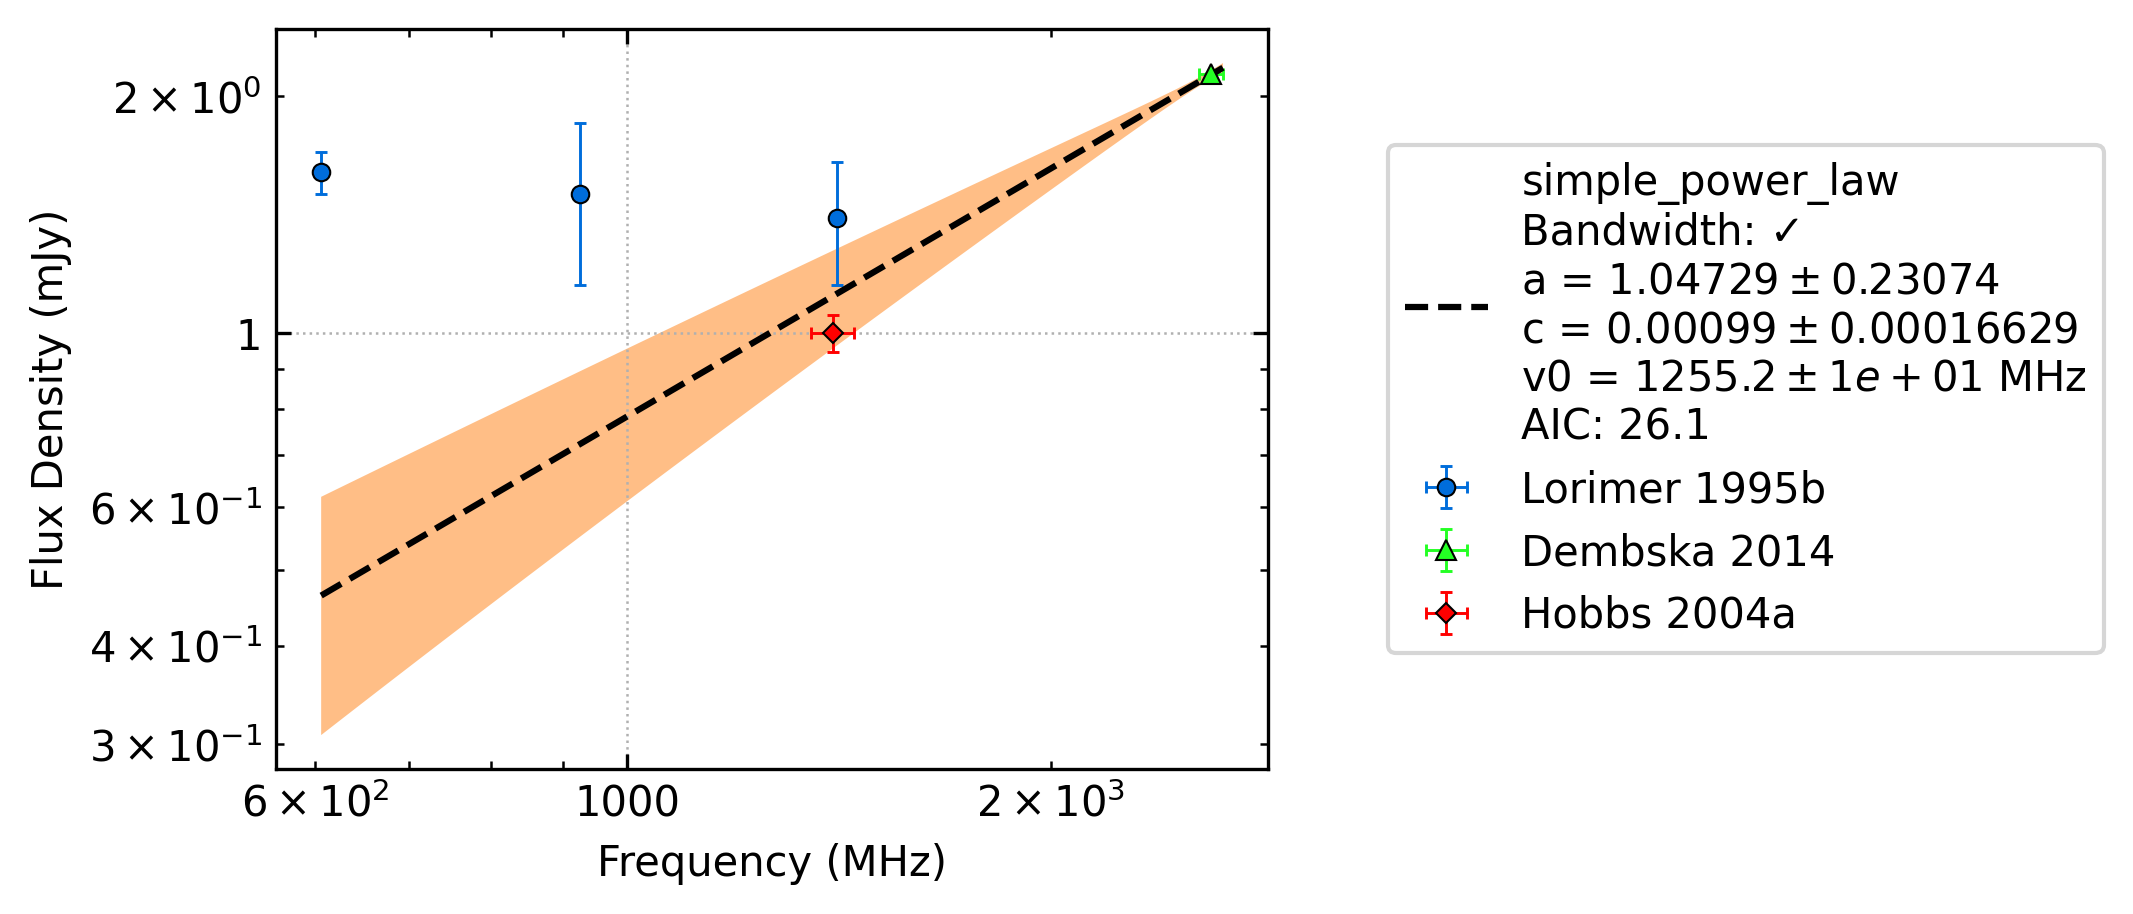 2 × 10⁰
1
6 × 10⁻¹
4 × 10⁻¹
3 × 10⁻¹
Flux Density (mJy)
6 × 10² 1000 2 × 10³
Frequency (MHz)
simple_power_law
Bandwidth: ✓
a = 1.04729 ± 0.23074
c = 0.00099 ± 0.00016629
v0 = 1255.2 ± 1e + 01 MHz
AIC: 26.1
Lorimer 1995b
Dembska 2014
Hobbs 2004a